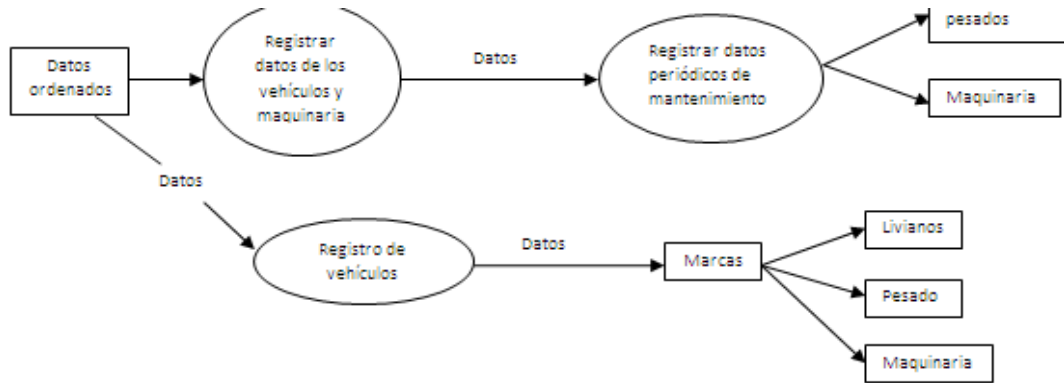 pesados
Registrar
datos de los
vehículos y
maquinaria
Datos
ordenados
Datos
Registrar datos
periódicos de
mantenimiento
Maquinaria
Datos
Registro de
vehículos
Datos
Marcas
Livianos
Pesado
Maquinaria